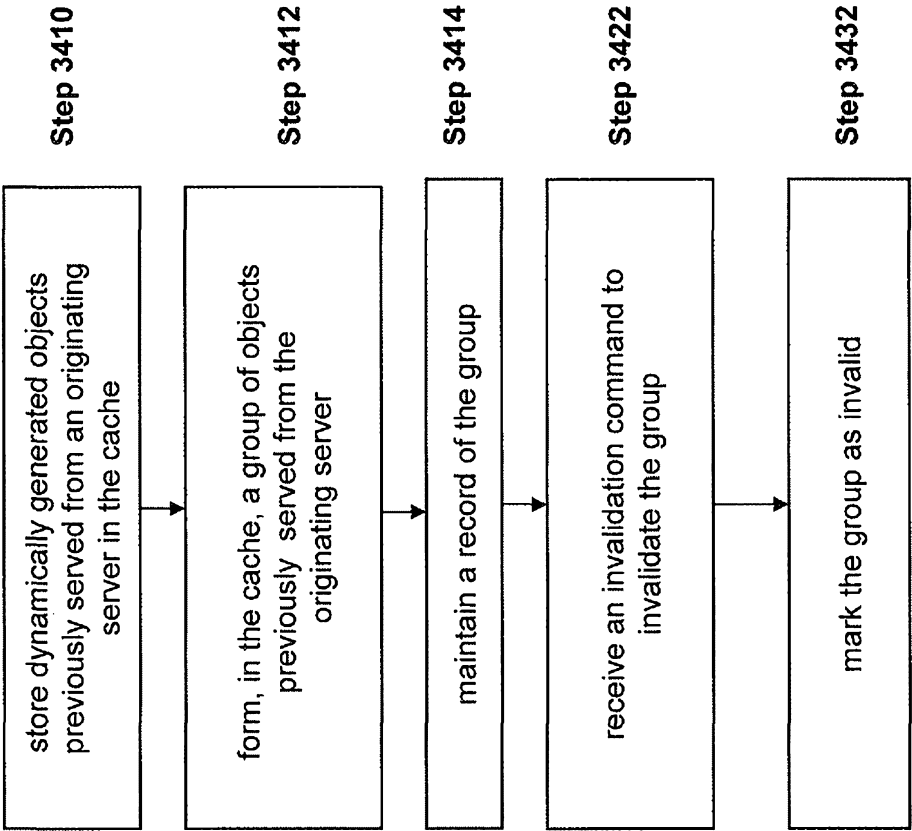 store dynamically generated objects
previously served from an originating
server in the cache
Step 3410
form, in the cache, a group of objects
previously served from the
originating server
Step 3412
maintain a record of the group
Step 3414
receive an invalidation command to
invalidate the group
Step 3422
mark the group as invalid
Step 3432